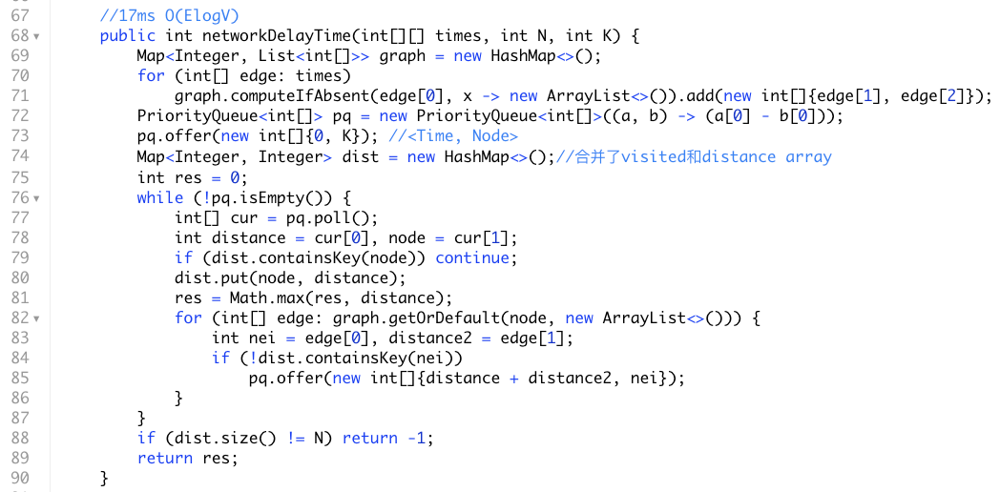 67 //17ms O(ElogV)
68 public int networkDelayTime(int[][] times, int N, int K) {
69 Map<Integer, List<int[]>> graph = new HashMap<>();
70 for (int[] edge: times)
71 graph.computeIfAbsent(edge[0], x -> new ArrayList<>()).add(new int[]{edge[1], edge[2]});
72 PriorityQueue<int[]> pq = new PriorityQueue<int[]>((a, b) -> (a[0] - b[0]));
73 pq.offer(new int[]{0, K}); //<Time, Node>
74 Map<Integer, Integer> dist = new HashMap<>();//合并了visited和distance array
75 int res = 0;
76 while (!pq.isEmpty()) {
77 int[] cur = pq.poll();
78 int distance = cur[0], node = cur[1];
79 if (dist.containsKey(node)) continue;
80 dist.put(node, distance);
81 res = Math.max(res, distance);
82 for (int[] edge: graph.getOrDefault(node, new ArrayList<>())) {
83 int nei = edge[0], distance2 = edge[1];
84 if (!dist.containsKey(nei))
85 pq.offer(new int[]{distance + distance2, nei});
86 }
87 }
88 if (dist.size() != N) return -1;
89 return res;
90 }